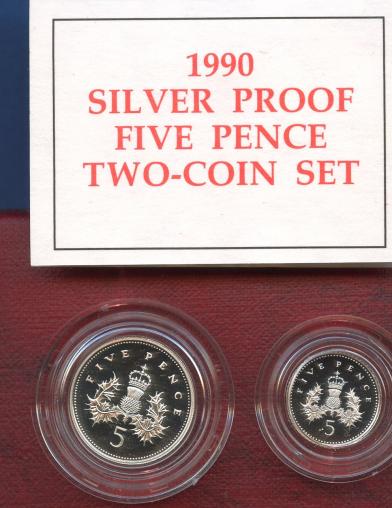 1990
SILVER PROOF
FIVE PENCE
TWO-COIN SET
FIVE PENCE
5
FIVE PENCE
5